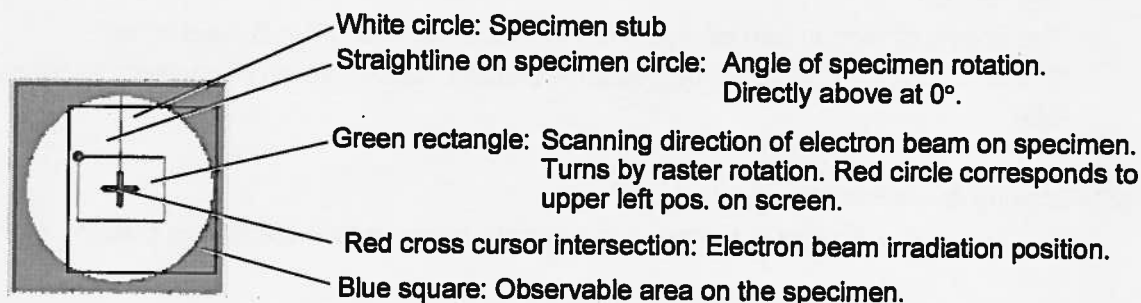 White circle: Specimen stub
Straightline on specimen circle: Angle of specimen rotation.
Directly above at 0°.
Green rectangle: Scanning direction of electron beam on specimen.
Turns by raster rotation. Red circle corresponds to
upper left pos. on screen.
Red cross cursor intersection: Electron beam irradiation position.
Blue square: Observable area on the specimen.